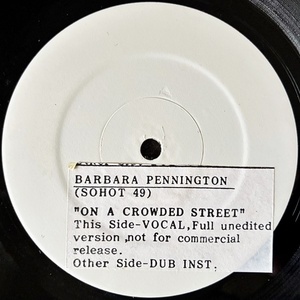 BARBARA PENNINGTON
(SOHOT 49)
"ON A CROWDED STREET"
This Side-VOCAL,Full unedited
version ,not for commercial
release.
Other Side-DUB INST.